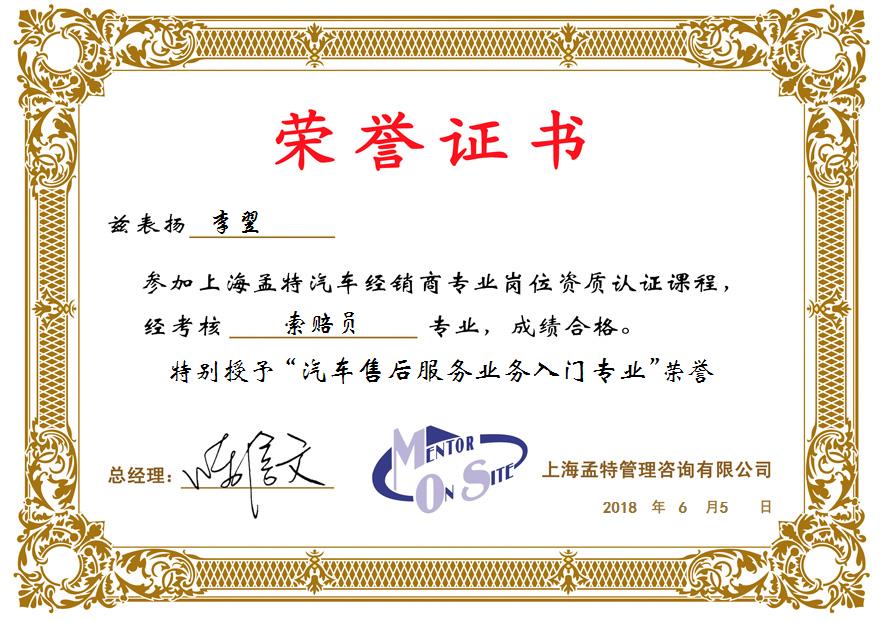 荣誉证书
兹表扬 李翌
参加上海孟特汽车经销商专业岗位资质认证课程，
经考核 索赔员 专业，成绩合格。
特别授予“汽车售后服务业务入门专业”荣誉
总经理：
MENTOR
ON SITE
上海孟特管理咨询有限公司
2018 年 6 月5 日